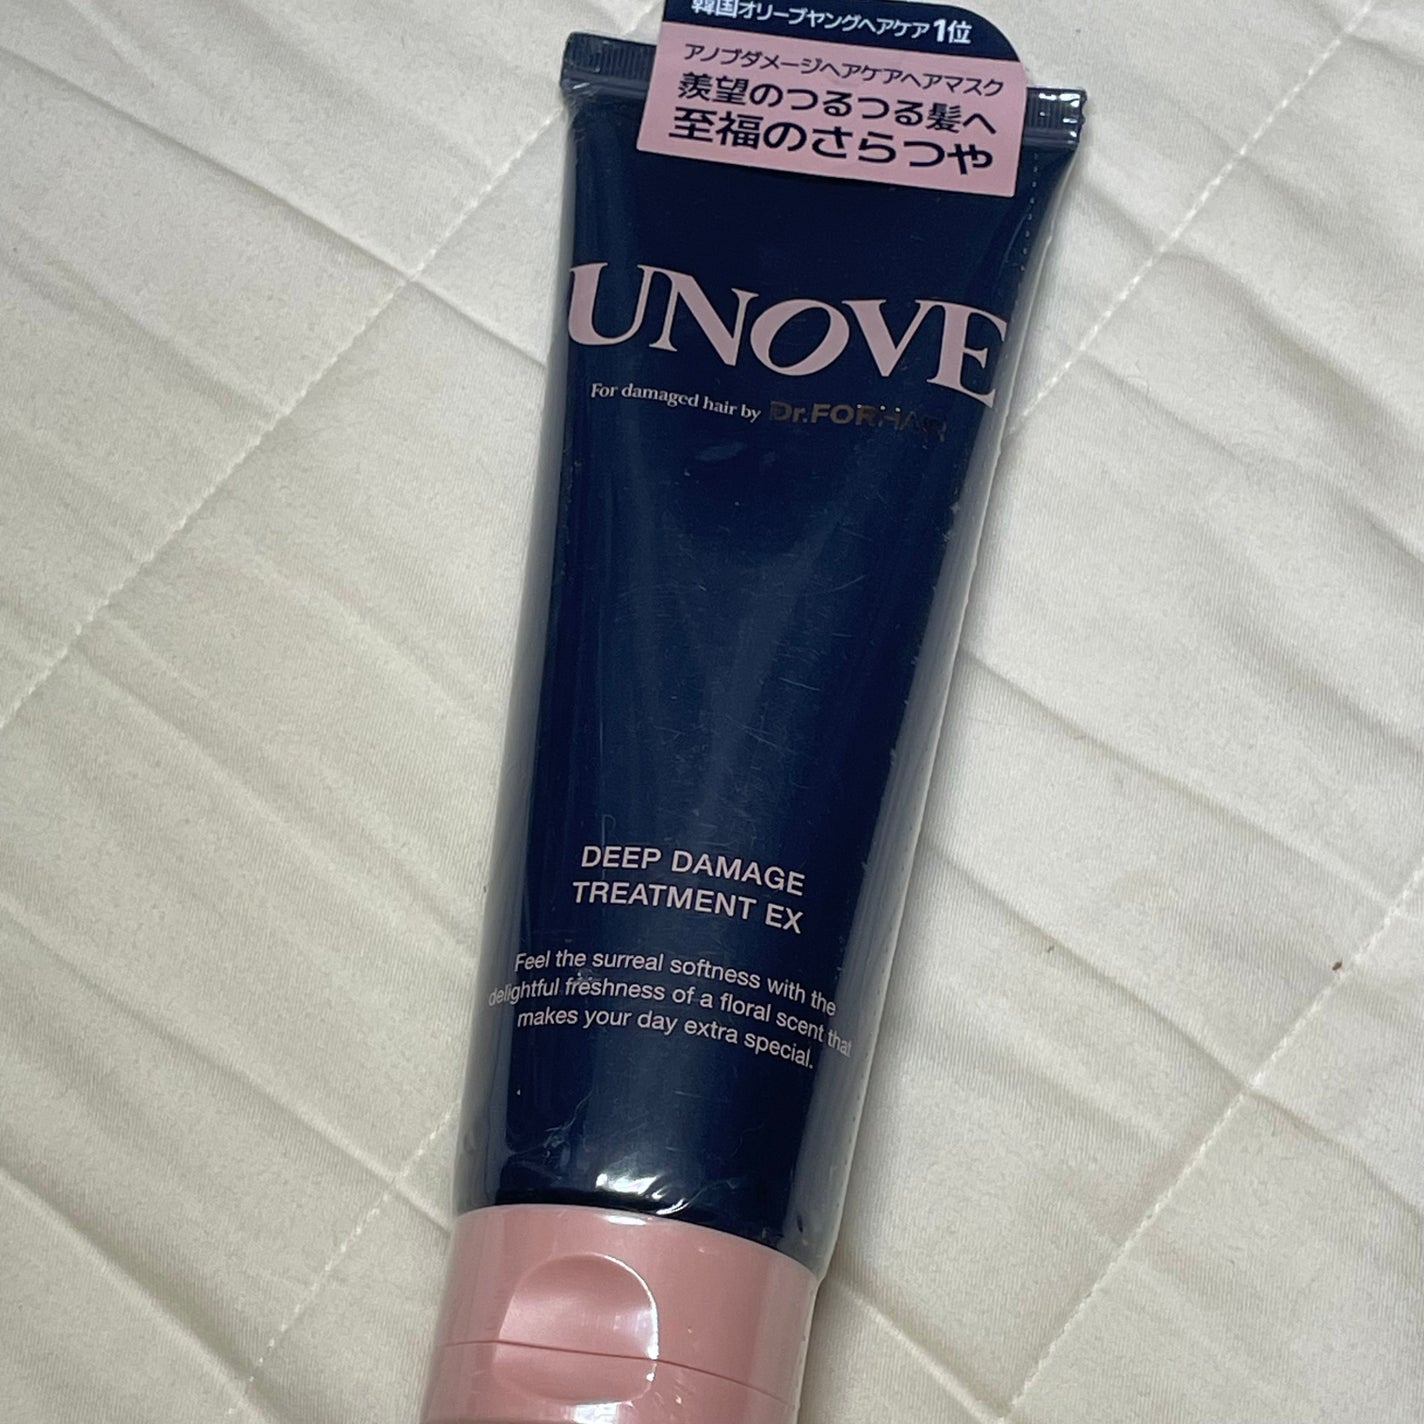 韓国オリーブヤングヘアケア1位
アノブダメージヘアケアヘアマスク
羨望のつるつる髪へ
至福のさらつや
UNOVE
For damaged hair by Dr.FORHAIR
DEEP DAMAGE
TREATMENT EX
Feel the surreal softness with the
delightful freshness of a floral scent that
makes your day extra special.